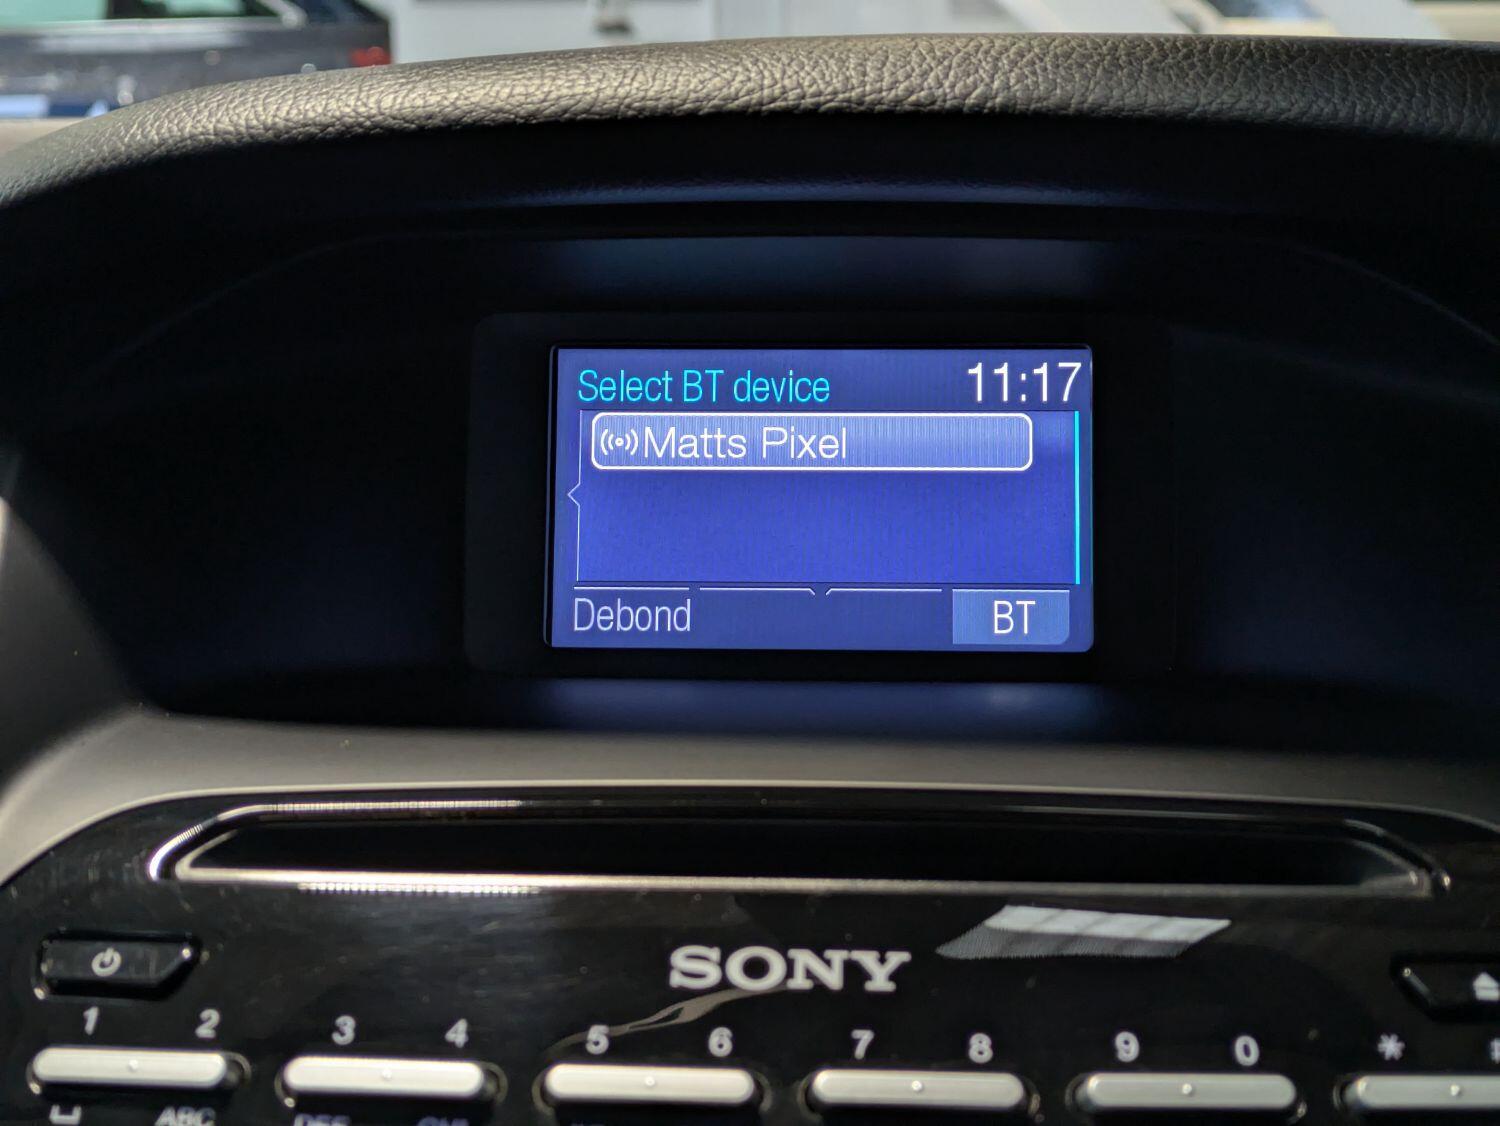 Select BT device 11:17
Matts Pixel
Debond BT
SONY
1 2 3 4 5 6 7 8 9 0 *
ABC